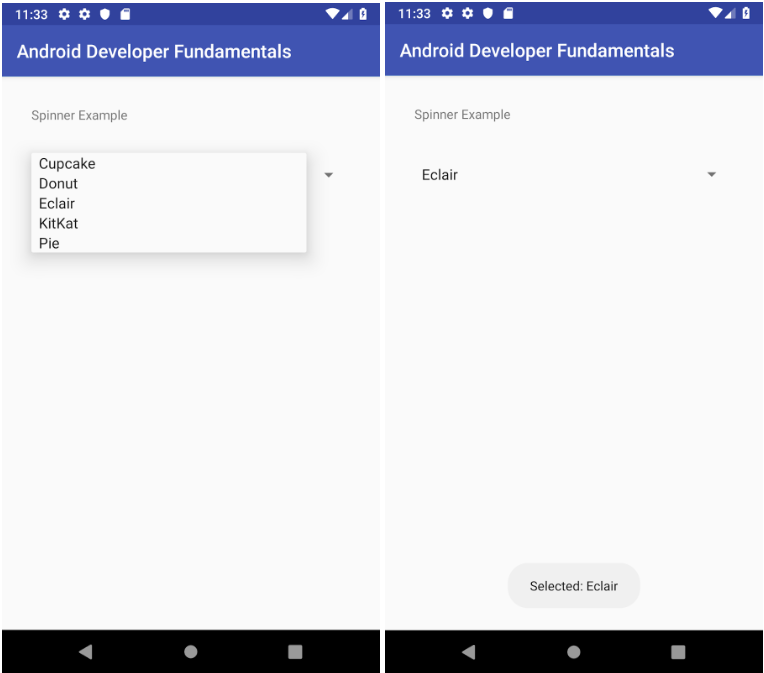 11:33
Android Developer Fundamentals
Spinner Example
Cupcake
Donut
Eclair
KitKat
Pie
11:33
Android Developer Fundamentals
Spinner Example
Eclair
Selected: Eclair